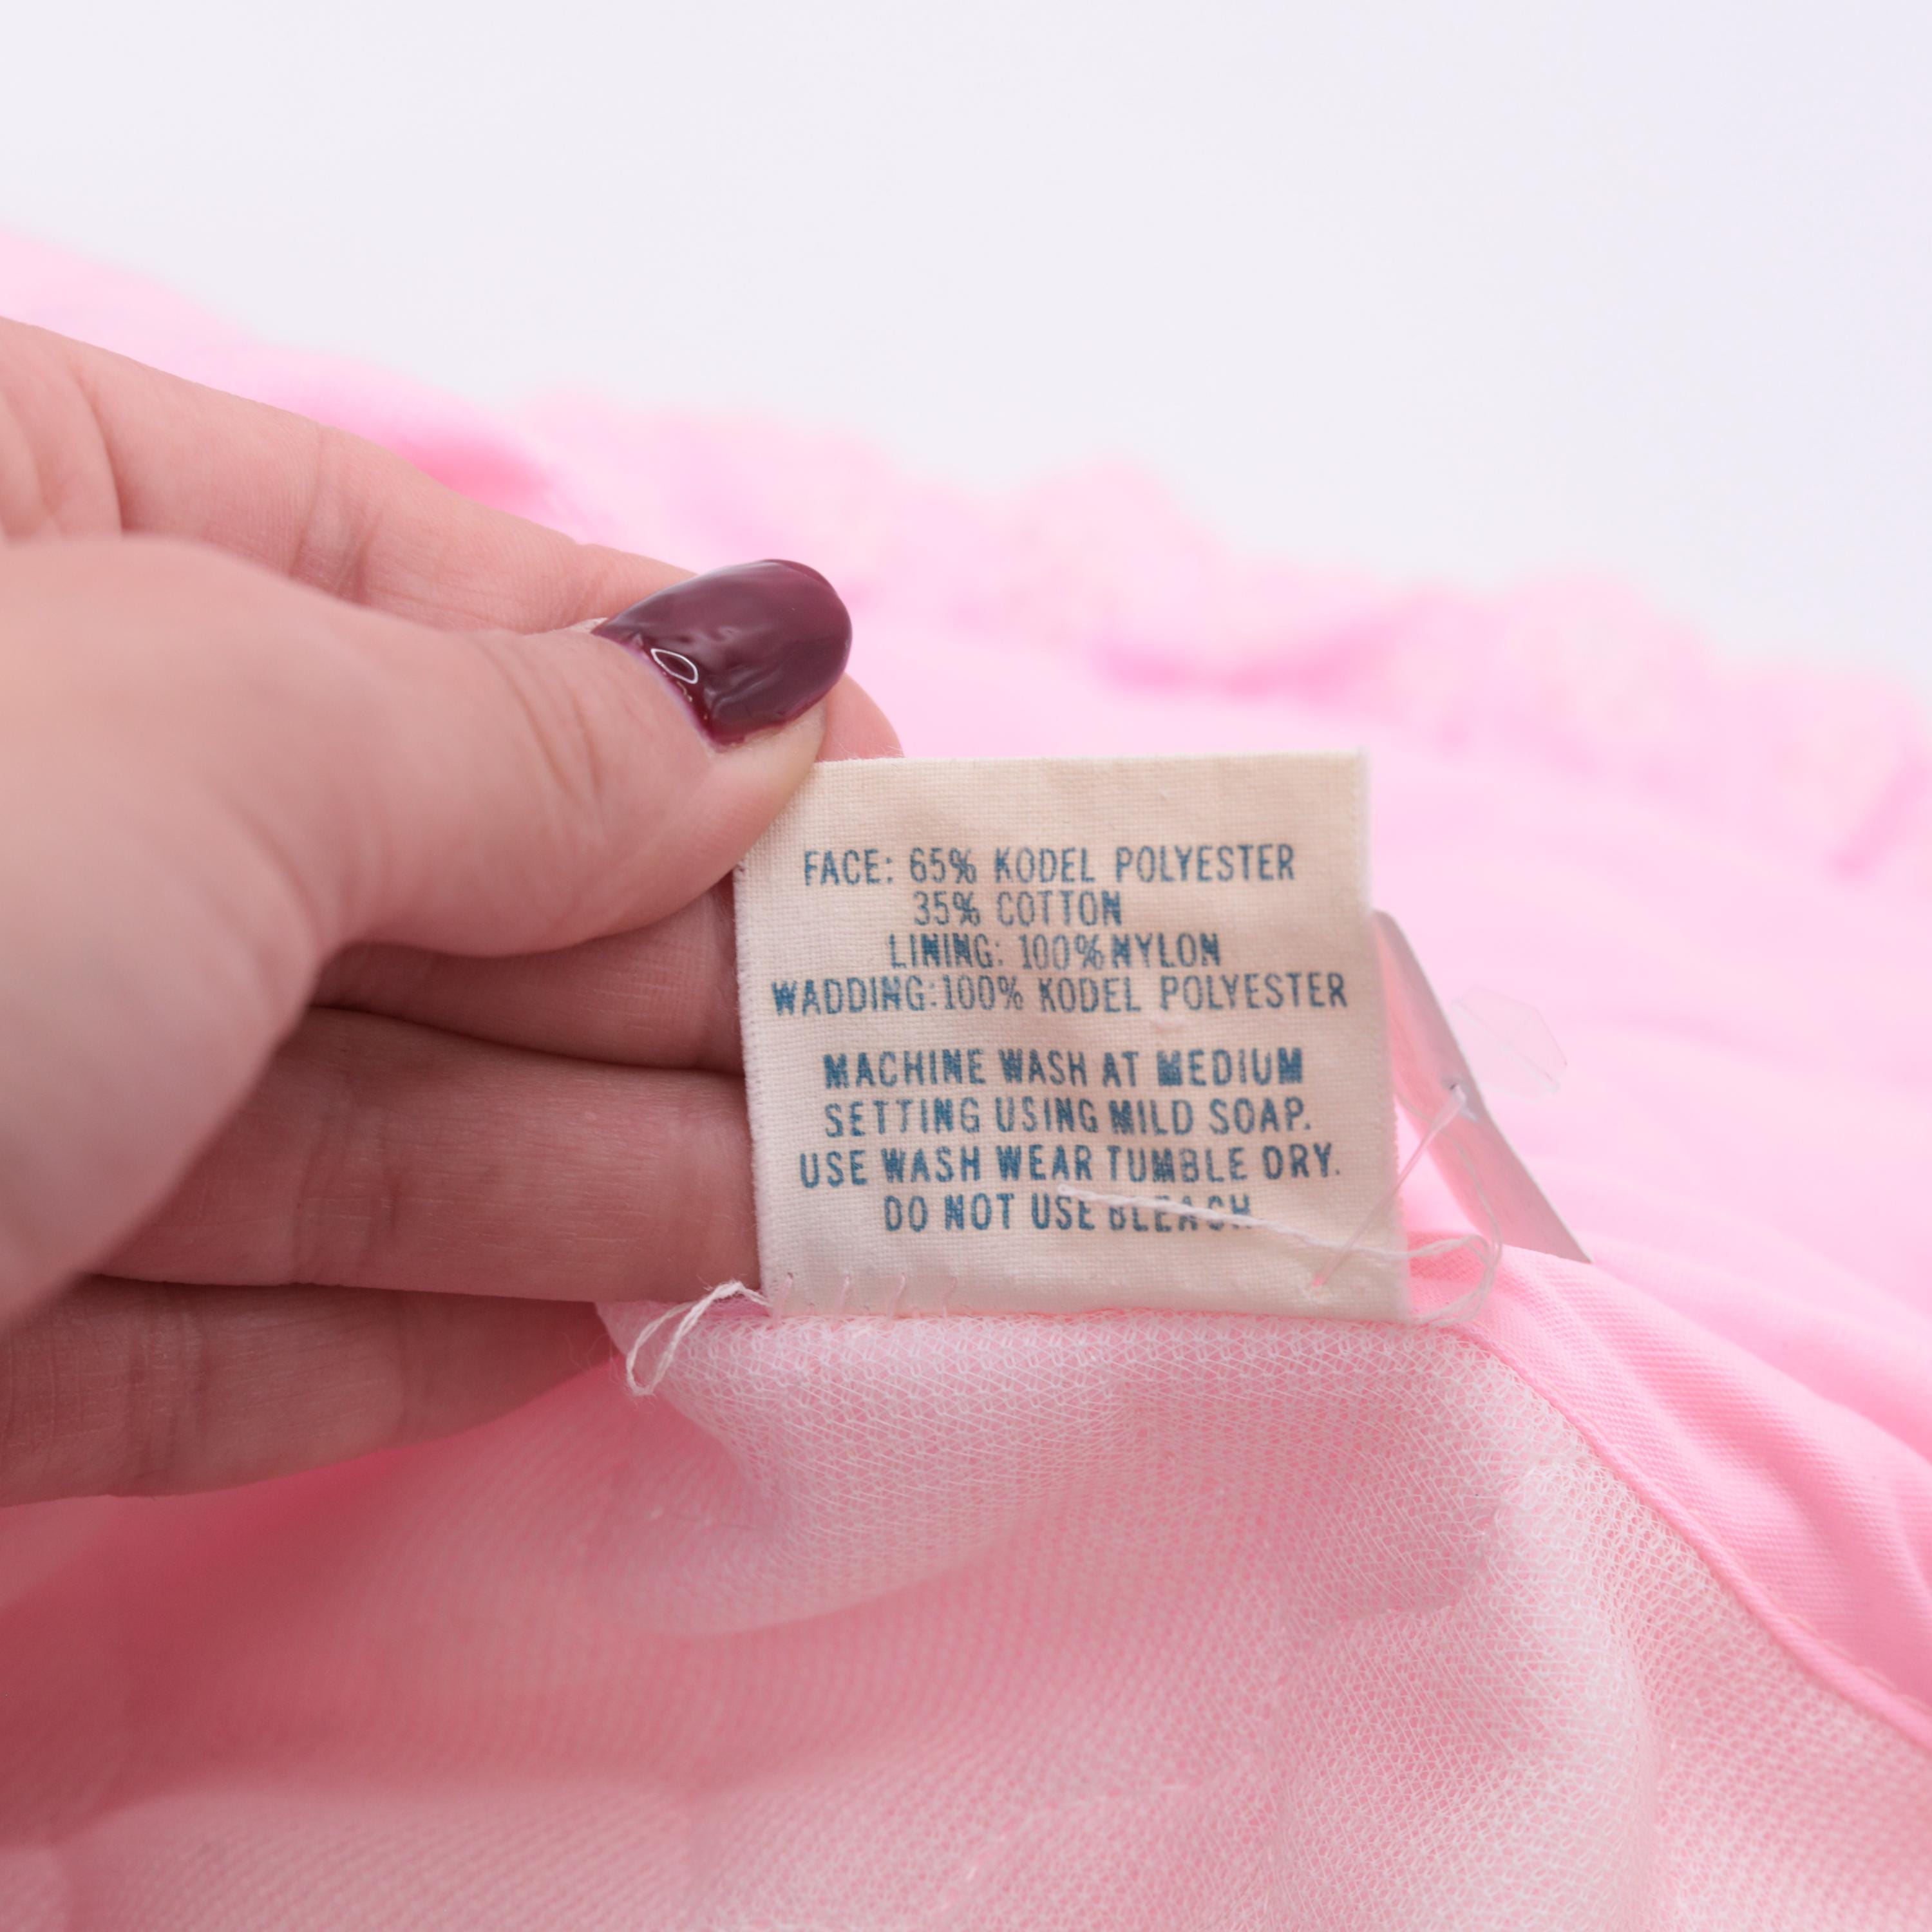 FACE: 65% KODEL POLYESTER
35% COTTON
LINING: 100% NYLON
WADDING: 100% KODEL POLYESTER
MACHINE WASH AT MEDIUM
SETTING USING MILD SOAP.
USE WASH WEAR TUMBLE DRY.
DO NOT USE BLEACH